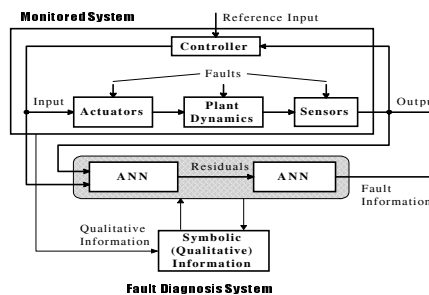 Monitored System
Reference Input
Controller
Faults
Input
Actuators
Plant
Dynamics
Sensors
Output
ANN
Residuals
ANN
Fault
Information
Qualitative
Information
Symbolic
(Qualitative)
Information
Fault Diagnosis System